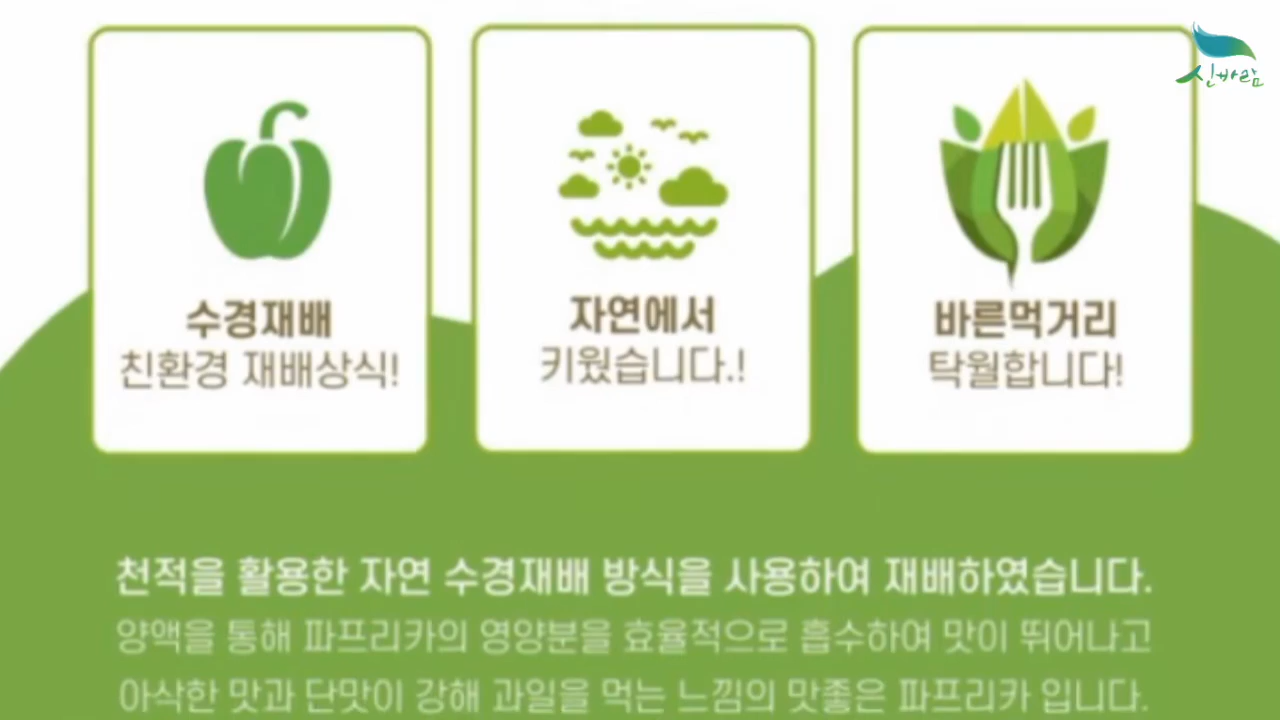 신바람
수경재배
친환경 재배상식!
자연에서
키웠습니다.!
바른먹거리
탁월합니다!
천적을 활용한 자연 수경재배 방식을 사용하여 재배하였습니다.
양액을 통해 파프리카의 영양분을 효율적으로 흡수하여 맛이 뛰어나고
아삭한 맛과 단맛이 강해 과일을 먹는 느낌의 맛좋은 파프리카 입니다.